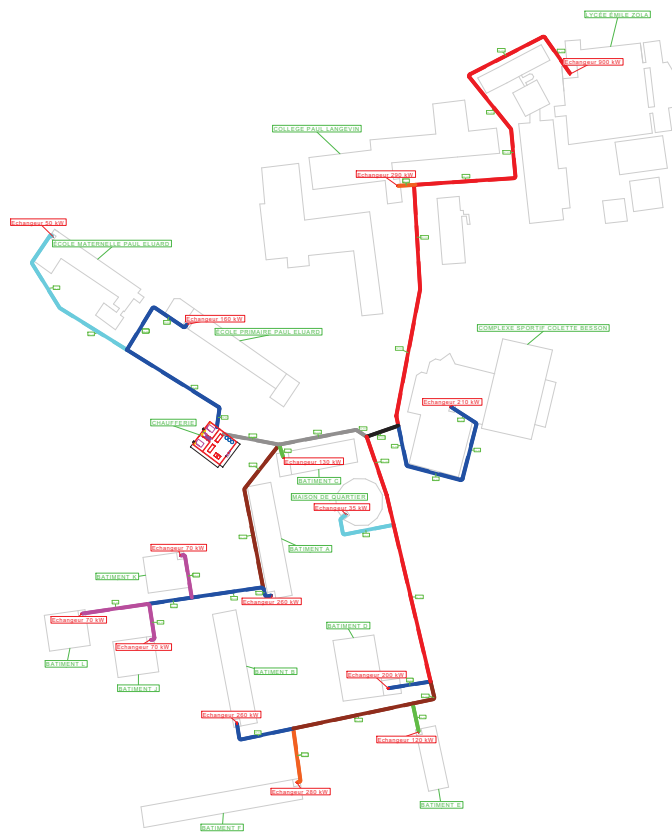 LYCÉE ÉMILE ZOLA
Echangeur 900 kW
COLLEGE PAUL LANGEVIN
Echangeur 290 kW
Echangeur 50 kW
ECOLE MATERNELLE PAUL ELUARD
Echangeur 160 kW
ECOLE PRIMAIRE PAUL ELUARD
COMPLEXE SPORTIF COLETTE BESSON
Echangeur 210 kW
CHAUFFERIE
Echangeur 130 kW
BATIMENT C
MAISON DE QUARTIER
Echangeur 35 kW
Echangeur 70 kW
BATIMENT A
BATIMENT K
Echangeur 260 kW
Echangeur 70 kW
BATIMENT D
Echangeur 70 kW
BATIMENT L
BATIMENT B
Echangeur 200 kW
BATIMENT J
Echangeur 260 kW
Echangeur 120 kW
Echangeur 280 kW
BATIMENT E
BATIMENT F